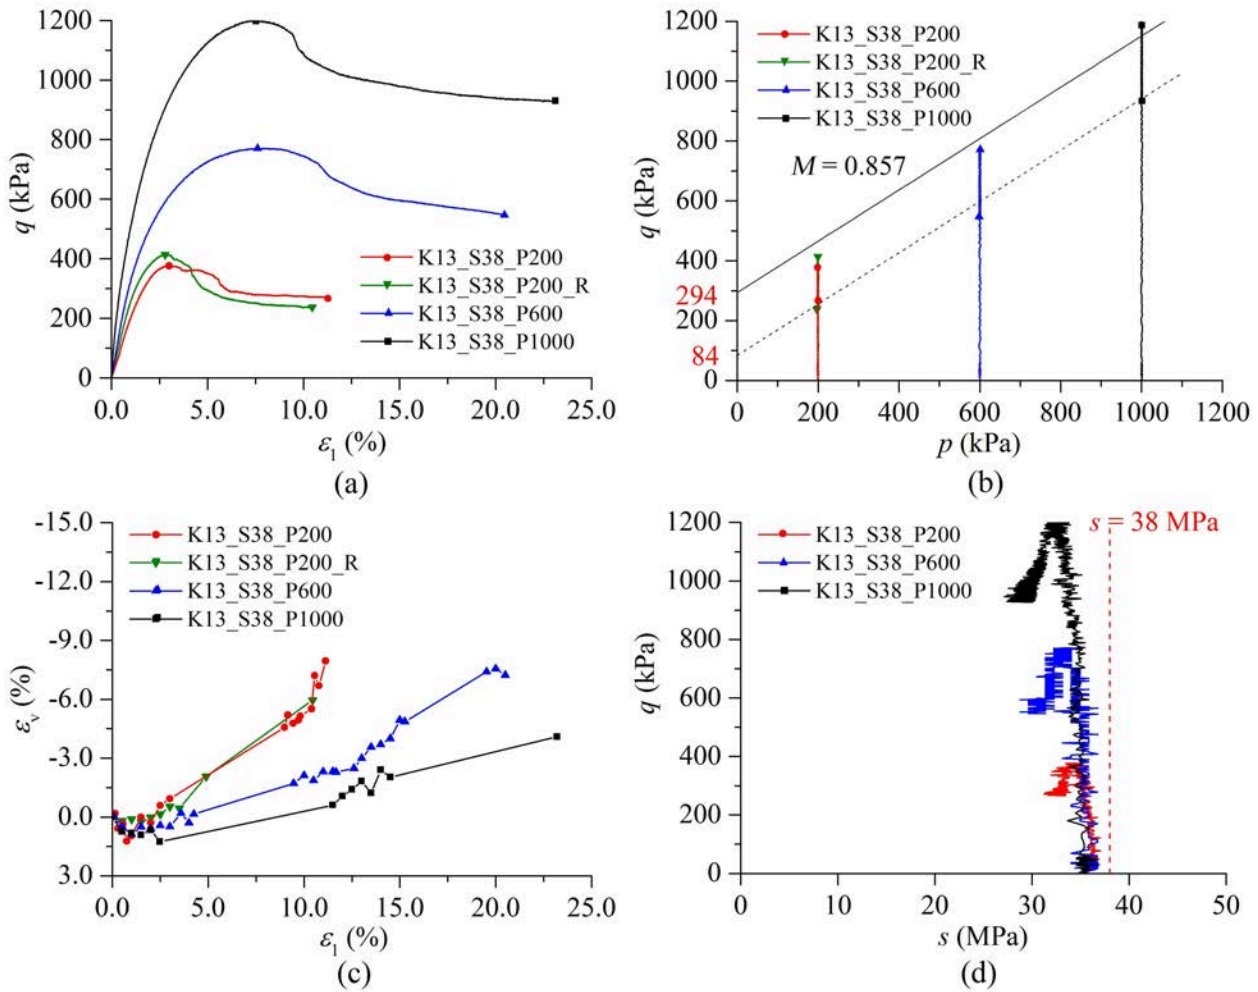 1200
1000
800
600
400
200
0
q (kPa)
K13_S38_P200
K13_S38_P200_R
K13_S38_P600
K13_S38_P1000
0.0 5.0 10.0 15.0 20.0 25.0
ε1 (%)
(a)
1200
1000
800
600
400
294
200
84
0
q (kPa)
K13_S38_P200
K13_S38_P200_R
K13_S38_P600
K13_S38_P1000
M = 0.857
0 200 400 600 800 1000 1200
p (kPa)
(b)
-15.0
-12.0
-9.0
-6.0
-3.0
0.0
3.0
εv (%)
K13_S38_P200
K13_S38_P200_R
K13_S38_P600
K13_S38_P1000
0.0 5.0 10.0 15.0 20.0 25.0
ε1 (%)
(c)
1200
1000
800
600
400
200
0
q (kPa)
K13_S38_P200
K13_S38_P600
K13_S38_P1000
s = 38 MPa
0 10 20 30 40 50
s (MPa)
(d)